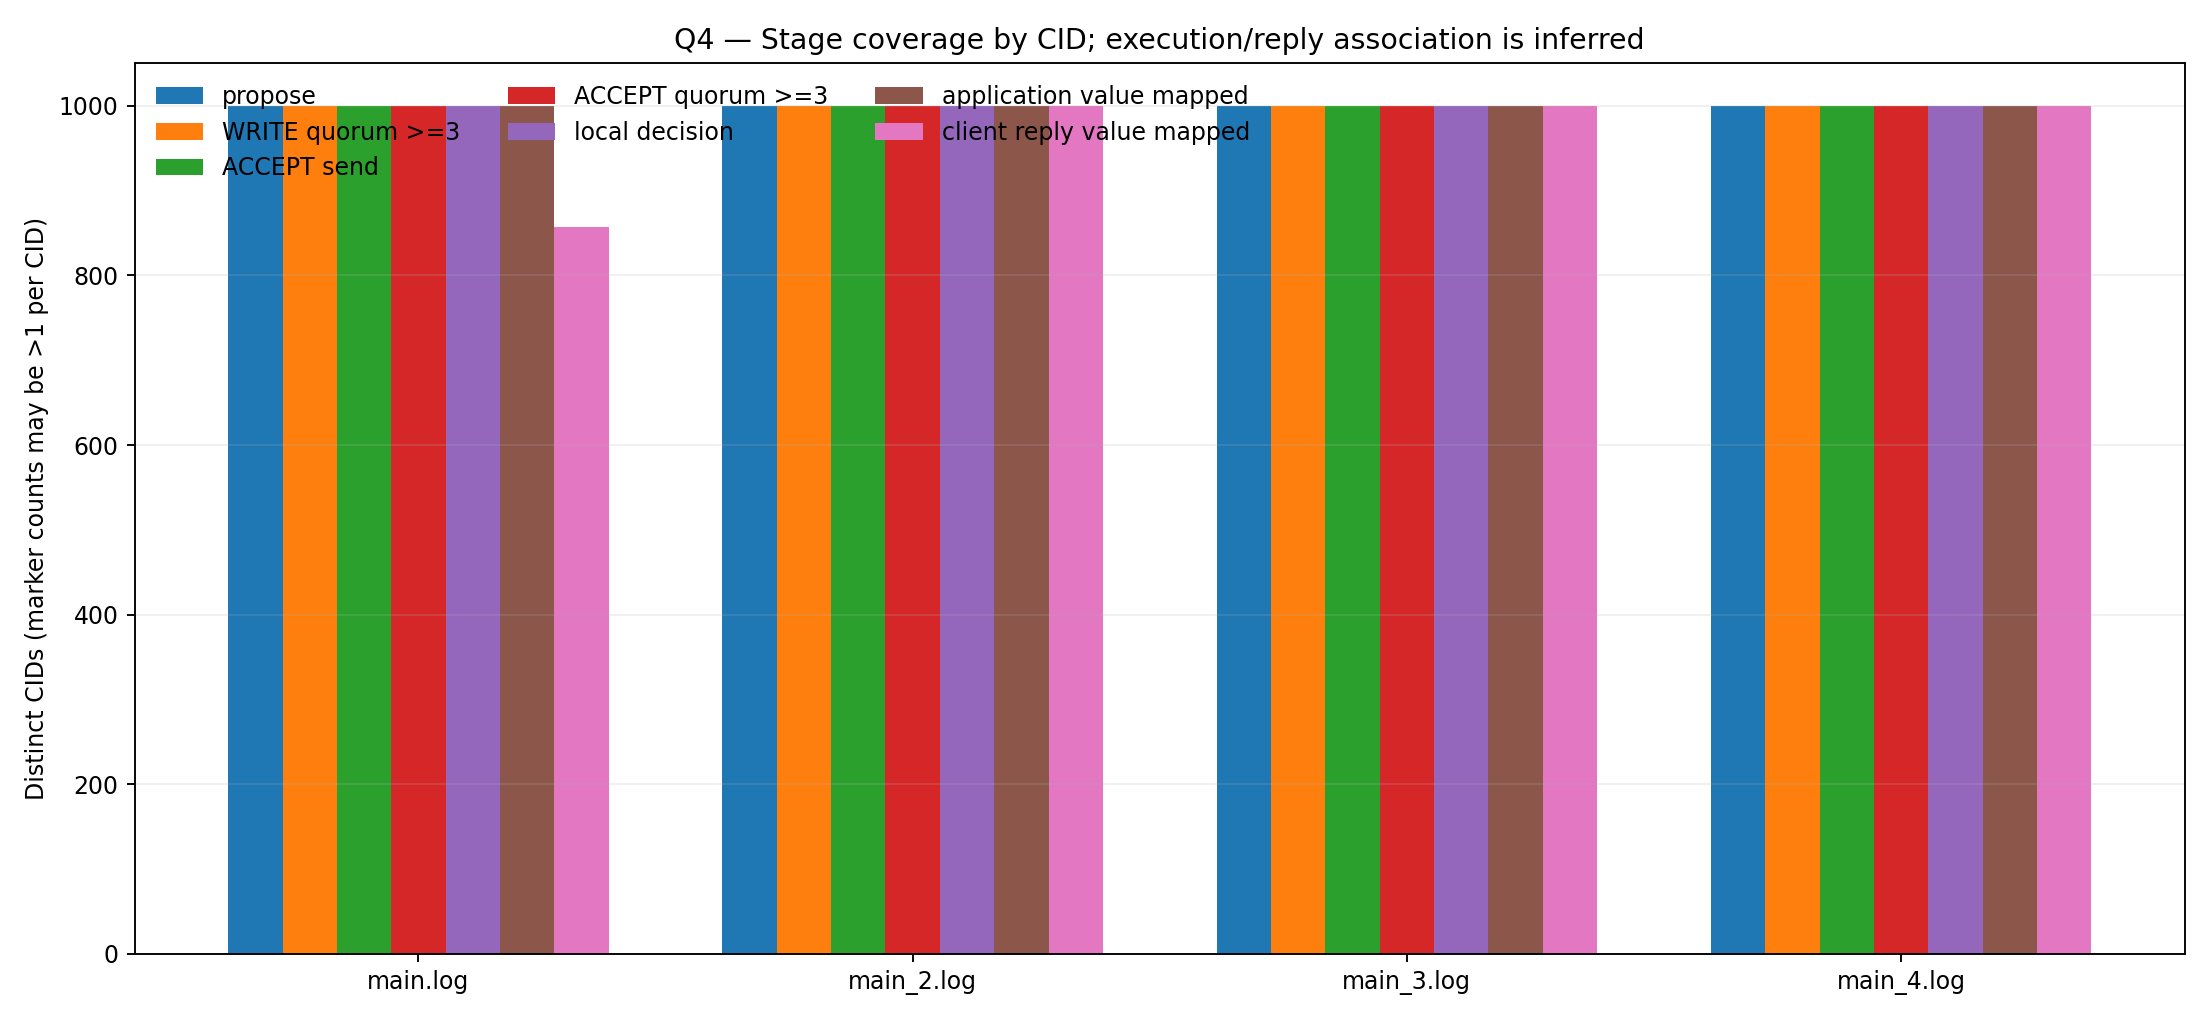 Q4 — Stage coverage by CID; execution/reply association is inferred
propose
WRITE quorum >=3
ACCEPT send
ACCEPT quorum >=3
local decision
application value mapped
client reply value mapped
Distinct CIDs (marker counts may be >1 per CID)
1000
800
600
400
200
0
main.log
main_2.log
main_3.log
main_4.log